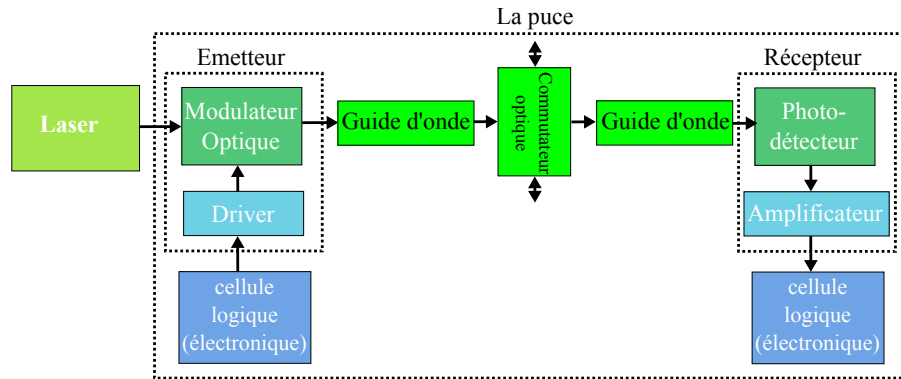 La puce
Emetteur
Récepteur
Laser
Modulateur
Optique
Guide d'onde
Commutateur
optique
Guide d'onde
Photo-
détecteur
Driver
Amplificateur
cellule
logique
(électronique)
cellule
logique
(électronique)